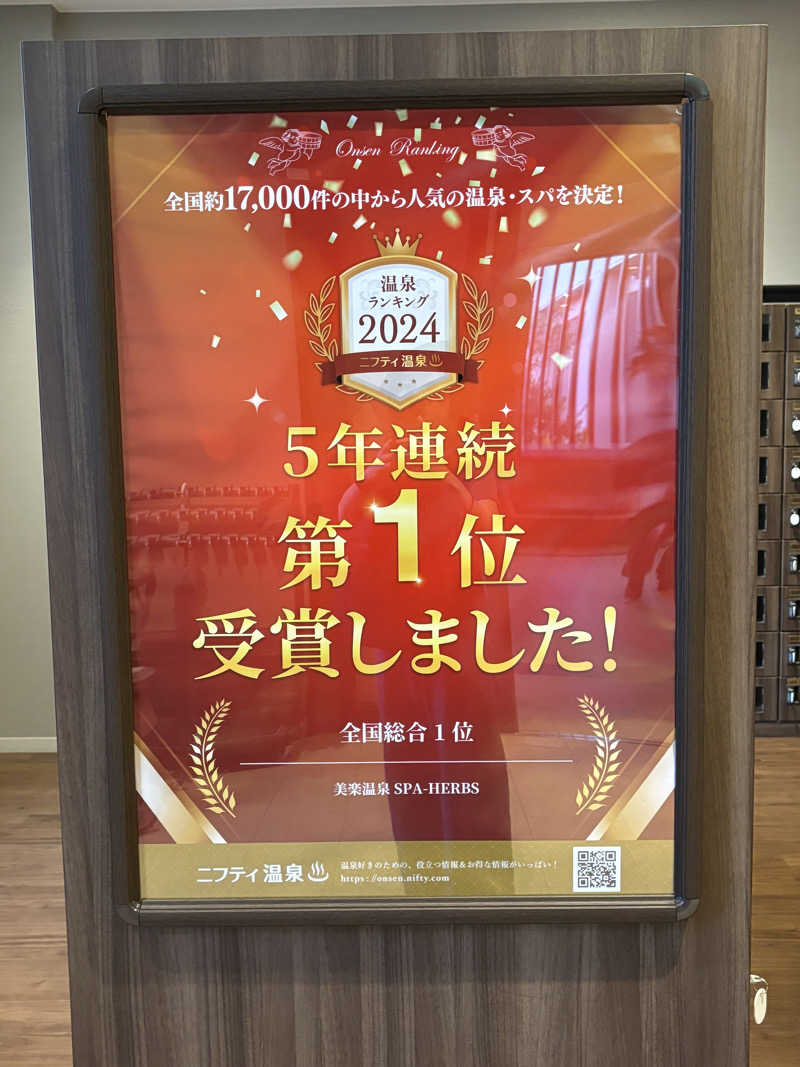 Onsen Ranking
全国約17,000件の中から人気の温泉・スパを決定！
温泉
ランキング
2024
ニフティ温泉
5年連続
第1位
受賞しました！
全国総合1位
美楽温泉 SPA-HERBS
ニフティ温泉
温泉好きのための、役立つ情報&お得な情報がいっぱい！
https://onsen.nifty.com